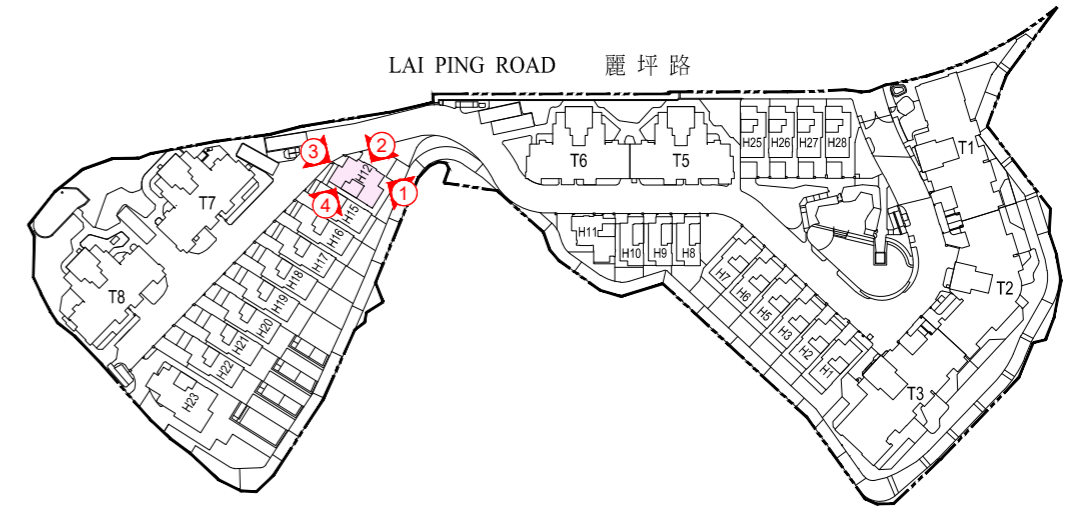 LAI PING ROAD 麗坪路
T7
T8
3
2
1
4
H12
H15
H16
H17
H18
H19
H20
H21
H22
H23
T6
T5
H25
H26
H27
H28
H11
H10
H9
H8
H7
H6
H5
H3
H2
H1
T1
T2
T3